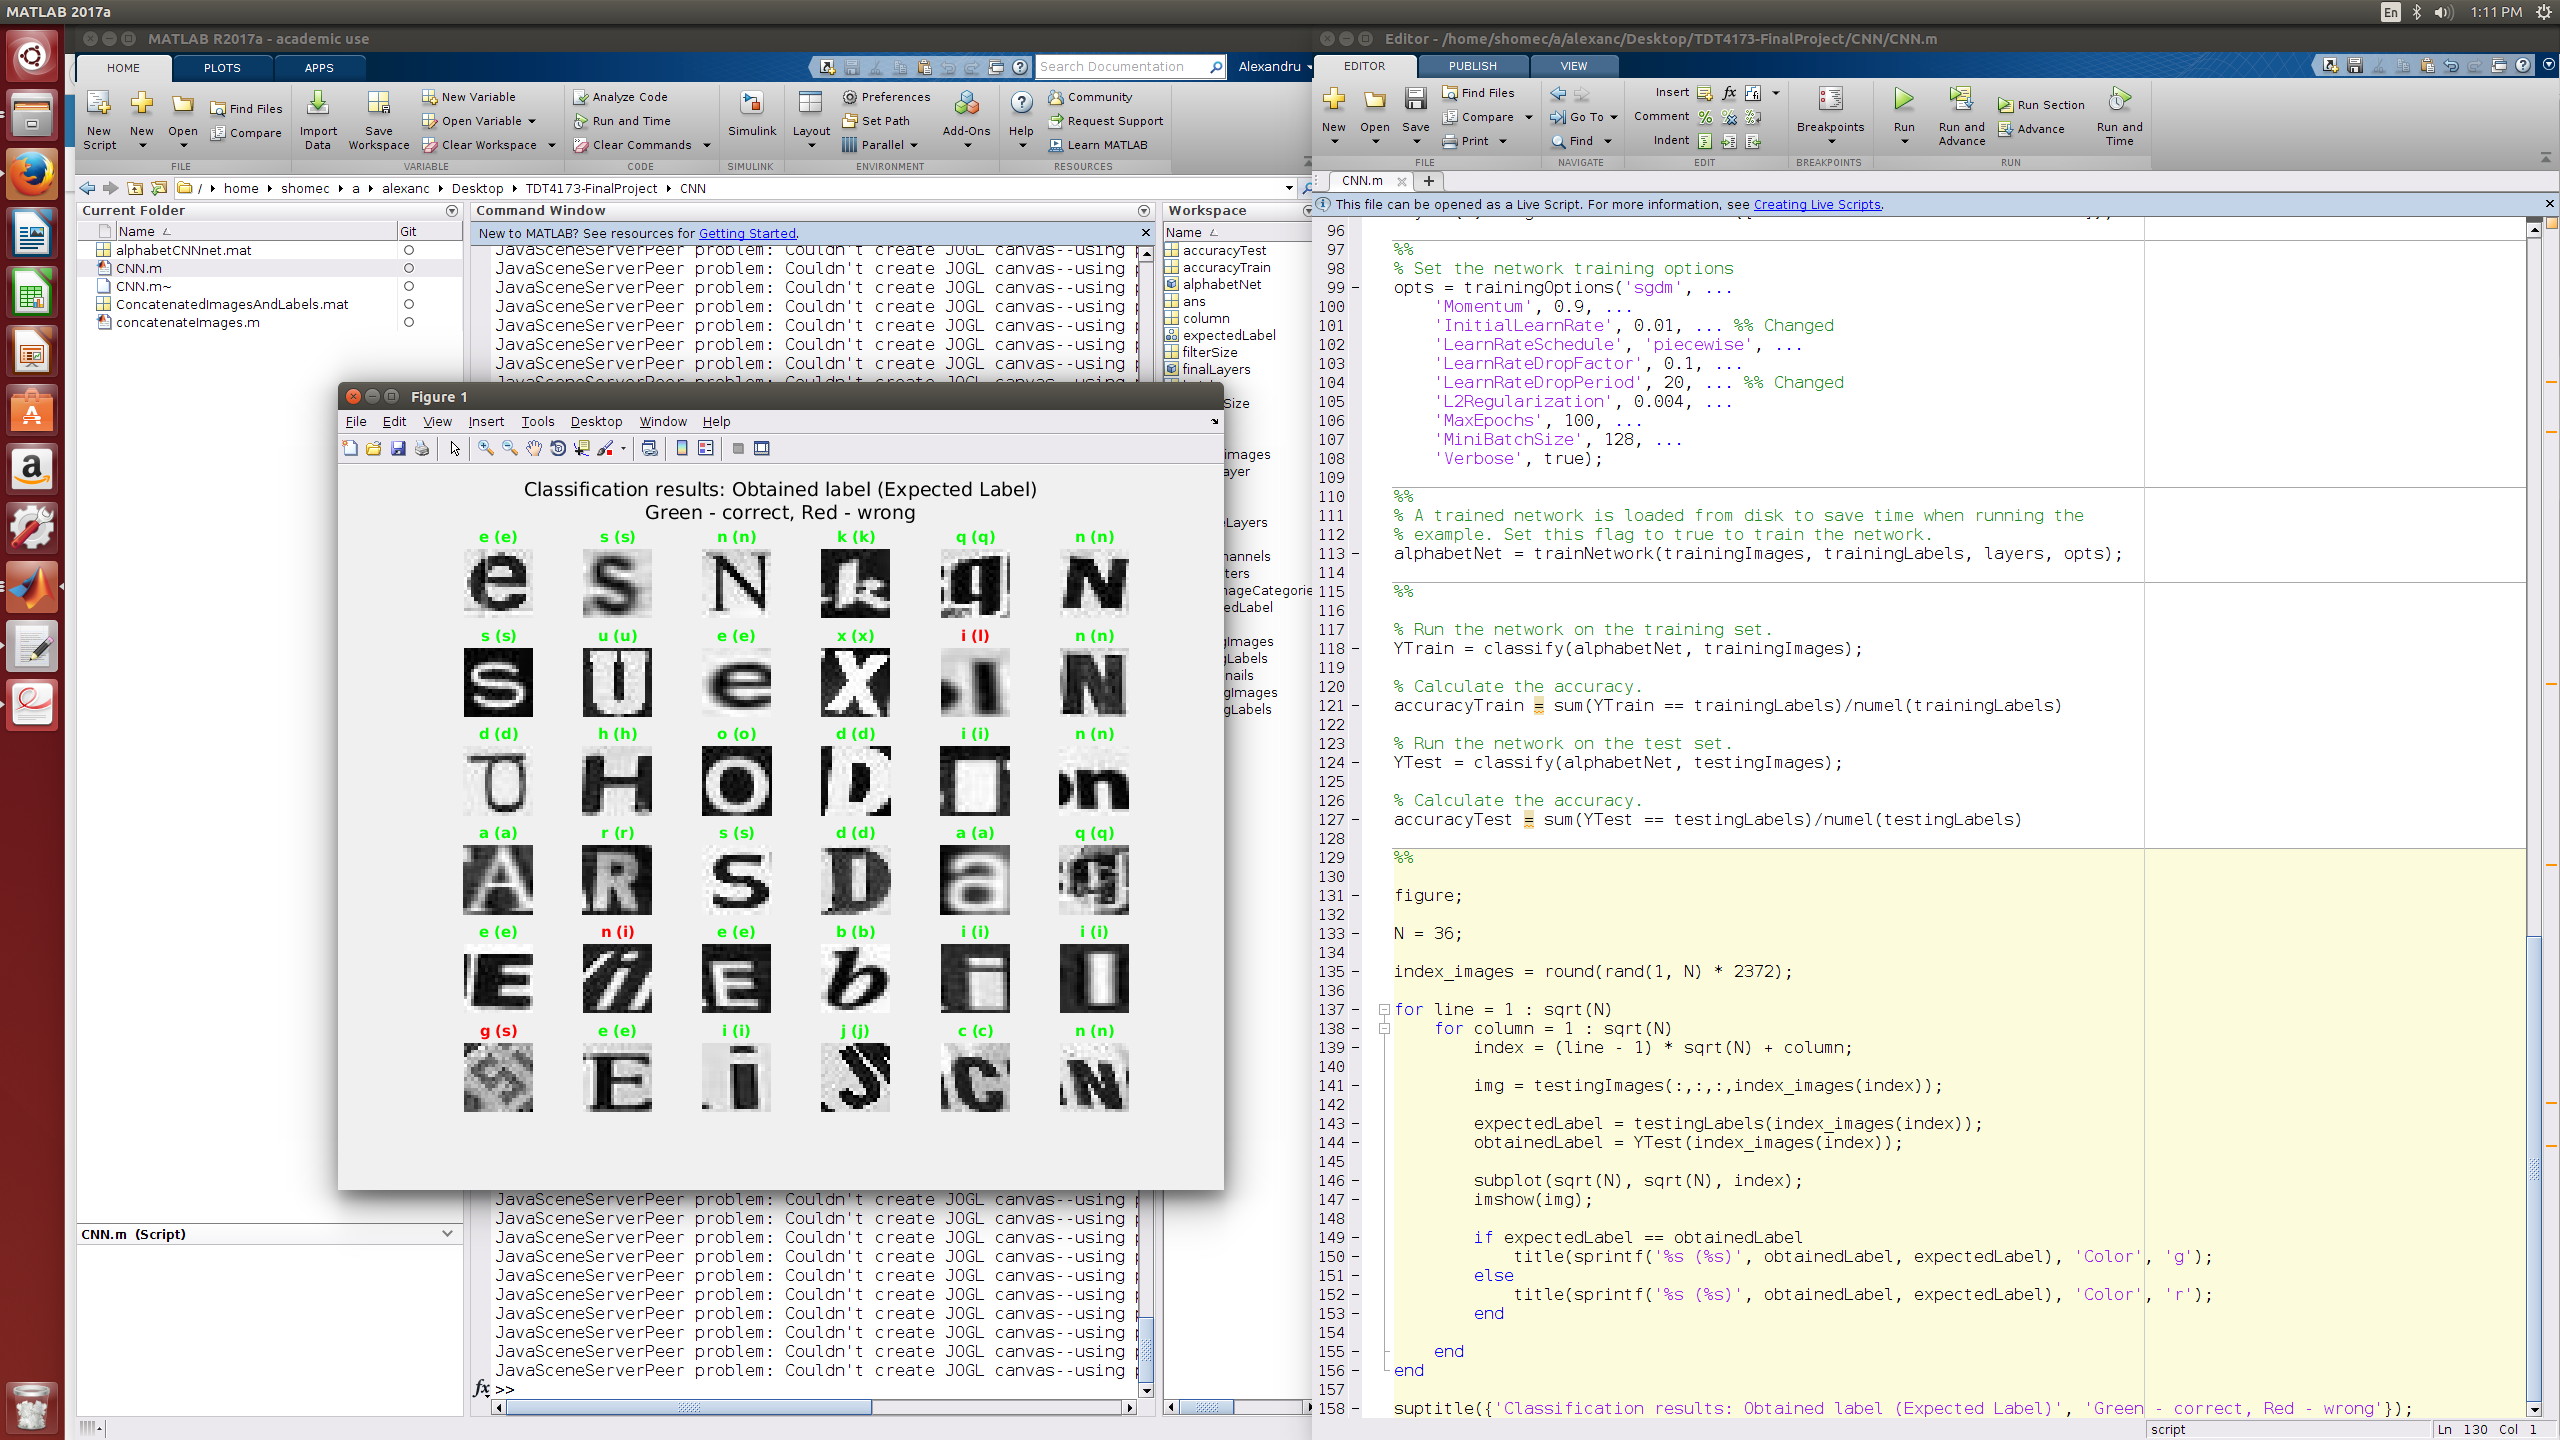 MATLAB 2017a
En
1:11 PM
MATLAB R2017a - academic use
HOME
PLOTS
APPS
Search Documentation
Alexandru
New Script
New
Open
Find Files
Compare
FILE
Import Data
Save Workspace
New Variable
Open Variable
Clear Workspace
VARIABLE
Analyze Code
Run and Time
Clear Commands
CODE
Simulink
SIMULINK
Layout
Preferences
Set Path
Parallel
ENVIRONMENT
Add-Ons
Help
Community
Request Support
Learn MATLAB
RESOURCES
/ home shomec a alexanc Desktop TDT4173-FinalProject CNN
Current Folder
Name
Git
alphabetCNNnet.mat
CNN.m
CNN.m~
ConcatenatedImagesAndLabels.mat
concatenateImages.m
CNN.m (Script)
Command Window
New to MATLAB? See resources for Getting Started.
JavaSceneServerPeer problem: Couldn't create JOGL canvas--using
JavaSceneServerPeer problem: Couldn't create JOGL canvas--using
JavaSceneServerPeer problem: Couldn't create JOGL canvas--using
JavaSceneServerPeer problem: Couldn't create JOGL canvas--using
JavaSceneServerPeer problem: Couldn't create JOGL canvas--using
JavaSceneServerPeer problem: Couldn't create JOGL canvas--using
JavaSceneServerPeer problem: Couldn't create JOGL canvas--using
Figure 1
File Edit View Insert Tools Desktop Window Help
Classification results: Obtained label (Expected Label)
Green - correct, Red - wrong
e (e) s (s) n (n) k (k) q (q) n (n)
e S N k q N
s (s) u (u) e (e) x (x) i (l) n (n)
s U e X N
d (d) h (h) o (o) d (d) i (i) n (n)
H O D n
a (a) r (r) s (s) d (d) a (a) q (q)
A R S D a q
e (e) n (i) e (e) b (b) i (i) i (i)
E i E b i
g (s) e (e) i (i) j (j) c (c) n (n)
S E i J C N
JavaSceneServerPeer problem: Couldn't create JOGL canvas--using
JavaSceneServerPeer problem: Couldn't create JOGL canvas--using
JavaSceneServerPeer problem: Couldn't create JOGL canvas--using
JavaSceneServerPeer problem: Couldn't create JOGL canvas--using
JavaSceneServerPeer problem: Couldn't create JOGL canvas--using
JavaSceneServerPeer problem: Couldn't create JOGL canvas--using
JavaSceneServerPeer problem: Couldn't create JOGL canvas--using
JavaSceneServerPeer problem: Couldn't create JOGL canvas--using
JavaSceneServerPeer problem: Couldn't create JOGL canvas--using
JavaSceneServerPeer problem: Couldn't create JOGL canvas--using
fx >>
Workspace
Name
accuracyTest
accuracyTrain
alphabetNet
ans
column
expectedLabel
filterSize
finalLayers
Editor - /home/shomec/a/alexanc/Desktop/TDT4173-FinalProject/CNN/CNN.m
EDITOR
PUBLISH
VIEW
New
Open
Save
Find Files
Compare
Print
FILE
Go To
Find
NAVIGATE
Insert
fx
Comment
Indent
EDIT
Breakpoints
BREAKPOINTS
Run
Run and Advance
Run Section
Advance
Run and Time
RUN
CNN.m
This file can be opened as a Live Script. For more information, see Creating Live Scripts.
96
97 %%
98 % Set the network training options
99 opts = trainingOptions('sgdm', ...
100 'Momentum', 0.9, ...
101 'InitialLearnRate', 0.01, ... %% Changed
102 'LearnRateSchedule', 'piecewise', ...
103 'LearnRateDropFactor', 0.1, ...
104 'LearnRateDropPeriod', 20, ... %% Changed
105 'L2Regularization', 0.004, ...
106 'MaxEpochs', 100, ...
107 'MiniBatchSize', 128, ...
108 'Verbose', true);
109
110 %%
111 % A trained network is loaded from disk to save time when running the
112 % example. Set this flag to true to train the network.
113 alphabetNet = trainNetwork(trainingImages, trainingLabels, layers, opts);
114
115 %%
116
117 % Run the network on the training set.
118 YTrain = classify(alphabetNet, trainingImages);
119
120 % Calculate the accuracy.
121 accuracyTrain = sum(YTrain == trainingLabels)/numel(trainingLabels)
122
123 % Run the network on the test set.
124 YTest = classify(alphabetNet, testingImages);
125
126 % Calculate the accuracy.
127 accuracyTest = sum(YTest == testingLabels)/numel(testingLabels)
128
129 %%
130
131 figure;
132
133 N = 36;
134
135 index_images = round(rand(1, N) * 2372);
136
137 for line = 1 : sqrt(N)
138 for column = 1 : sqrt(N)
139 index = (line - 1) * sqrt(N) + column;
140
141 img = testingImages(:,:,:,index_images(index));
142
143 expectedLabel = testingLabels(index_images(index));
144 obtainedLabel = YTest(index_images(index));
145
146 subplot(sqrt(N), sqrt(N), index);
147 imshow(img);
148
149 if expectedLabel == obtainedLabel
150 title(sprintf('%s (%s)', obtainedLabel, expectedLabel), 'Color', 'g');
151 else
152 title(sprintf('%s (%s)', obtainedLabel, expectedLabel), 'Color', 'r');
153 end
154
155 end
156 end
157
158 suptitle({'Classification results: Obtained label (Expected Label)', 'Green - correct, Red - wrong'});
script
Ln 130 Col 1